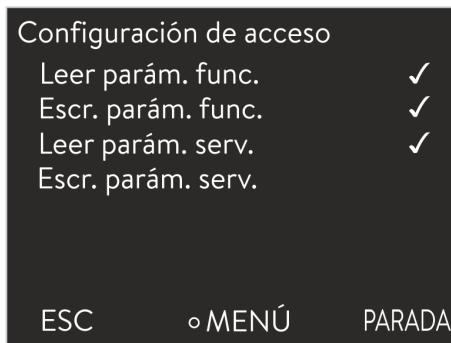 Configuración de acceso
Leer parám. func. ✓
Escr. parám. func. ✓
Leer parám. serv. ✓
Escr. parám. serv.
ESC ○ MENÚ PARADA